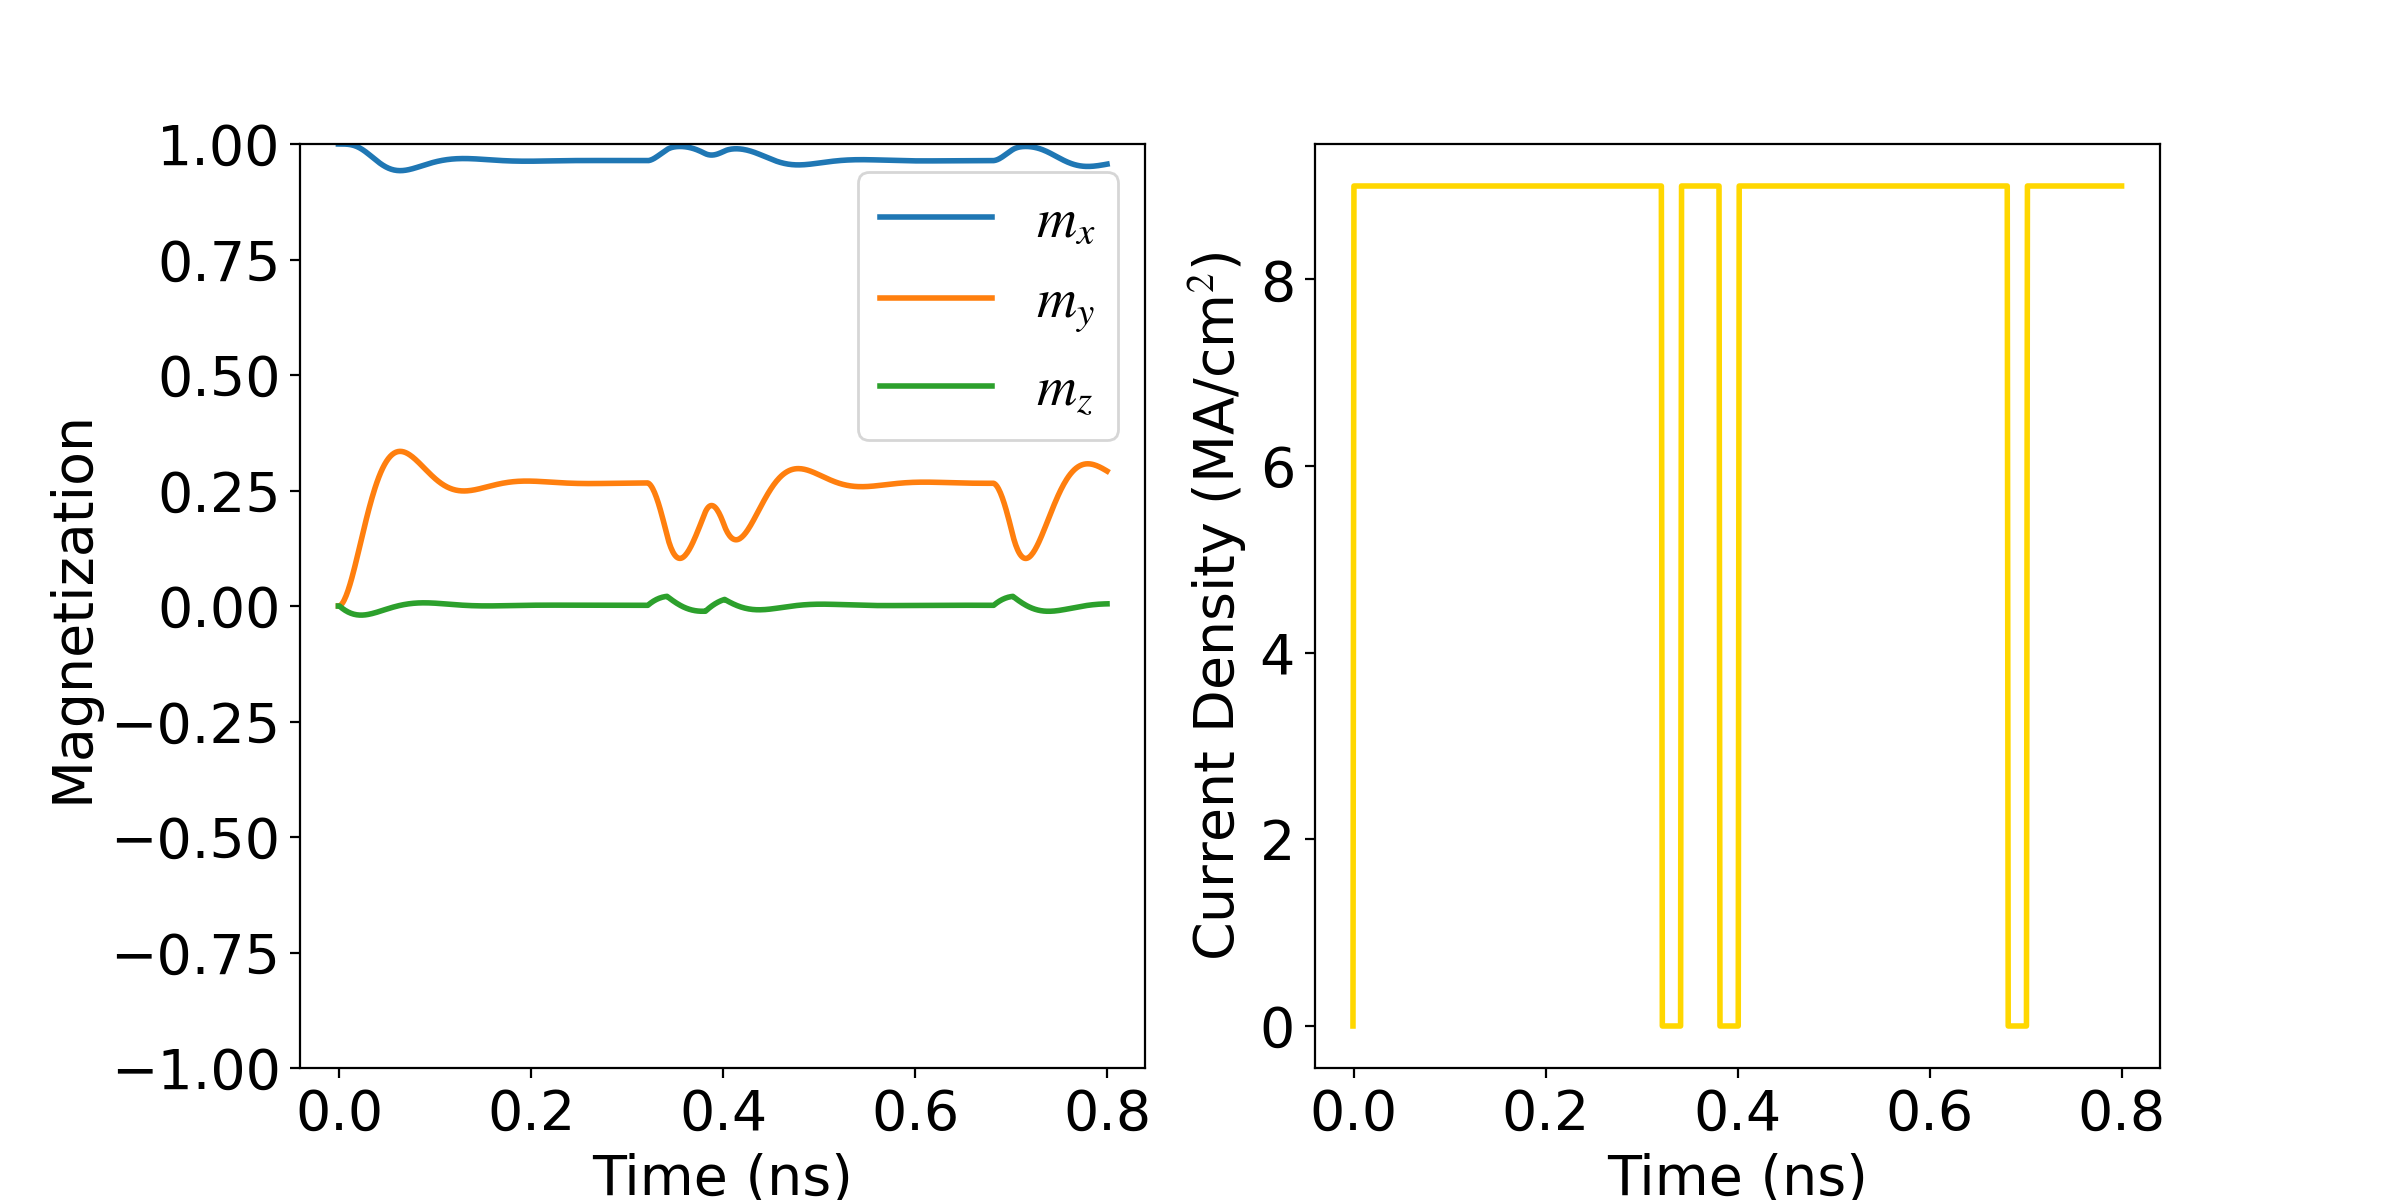 Magnetization
1.00
0.75
0.50
0.25
0.00
−0.25
−0.50
−0.75
−1.00
0.0 0.2 0.4 0.6 0.8
Time (ns)
m_x
m_y
m_z
Current Density (MA/cm²)
8
6
4
2
0
0.0 0.2 0.4 0.6 0.8
Time (ns)